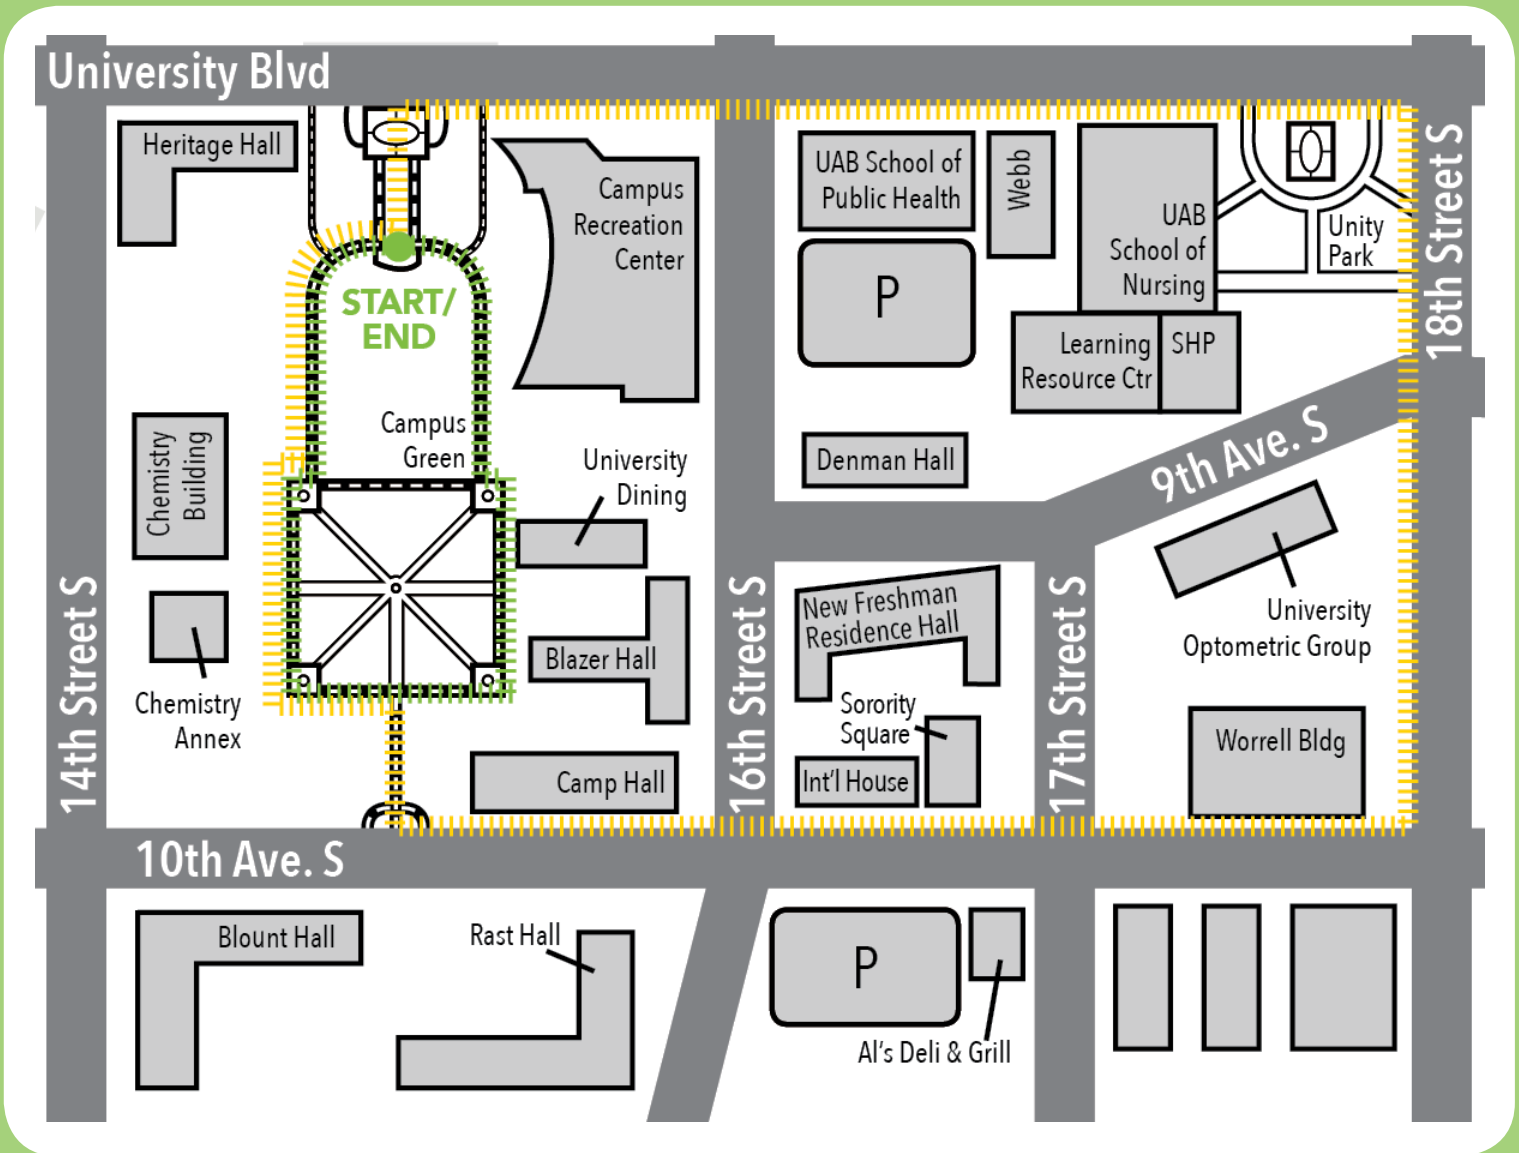 University Blvd
Heritage Hall
Campus
Recreation
Center
UAB School of
Public Health
Webb
UAB
School of
Nursing
Unity
Park
18th Street S
P
START/
END
Learning
Resource Ctr
SHP
Campus
Green
Chemistry
Building
University
Dining
Denman Hall
9th Ave. S
14th Street S
16th Street S
17th Street S
New Freshman
Residence Hall
University
Optometric Group
Blazer Hall
Chemistry
Annex
Sorority
Square
Worrell Bldg
Camp Hall
Int'l House
10th Ave. S
Blount Hall
Rast Hall
P
Al's Deli & Grill